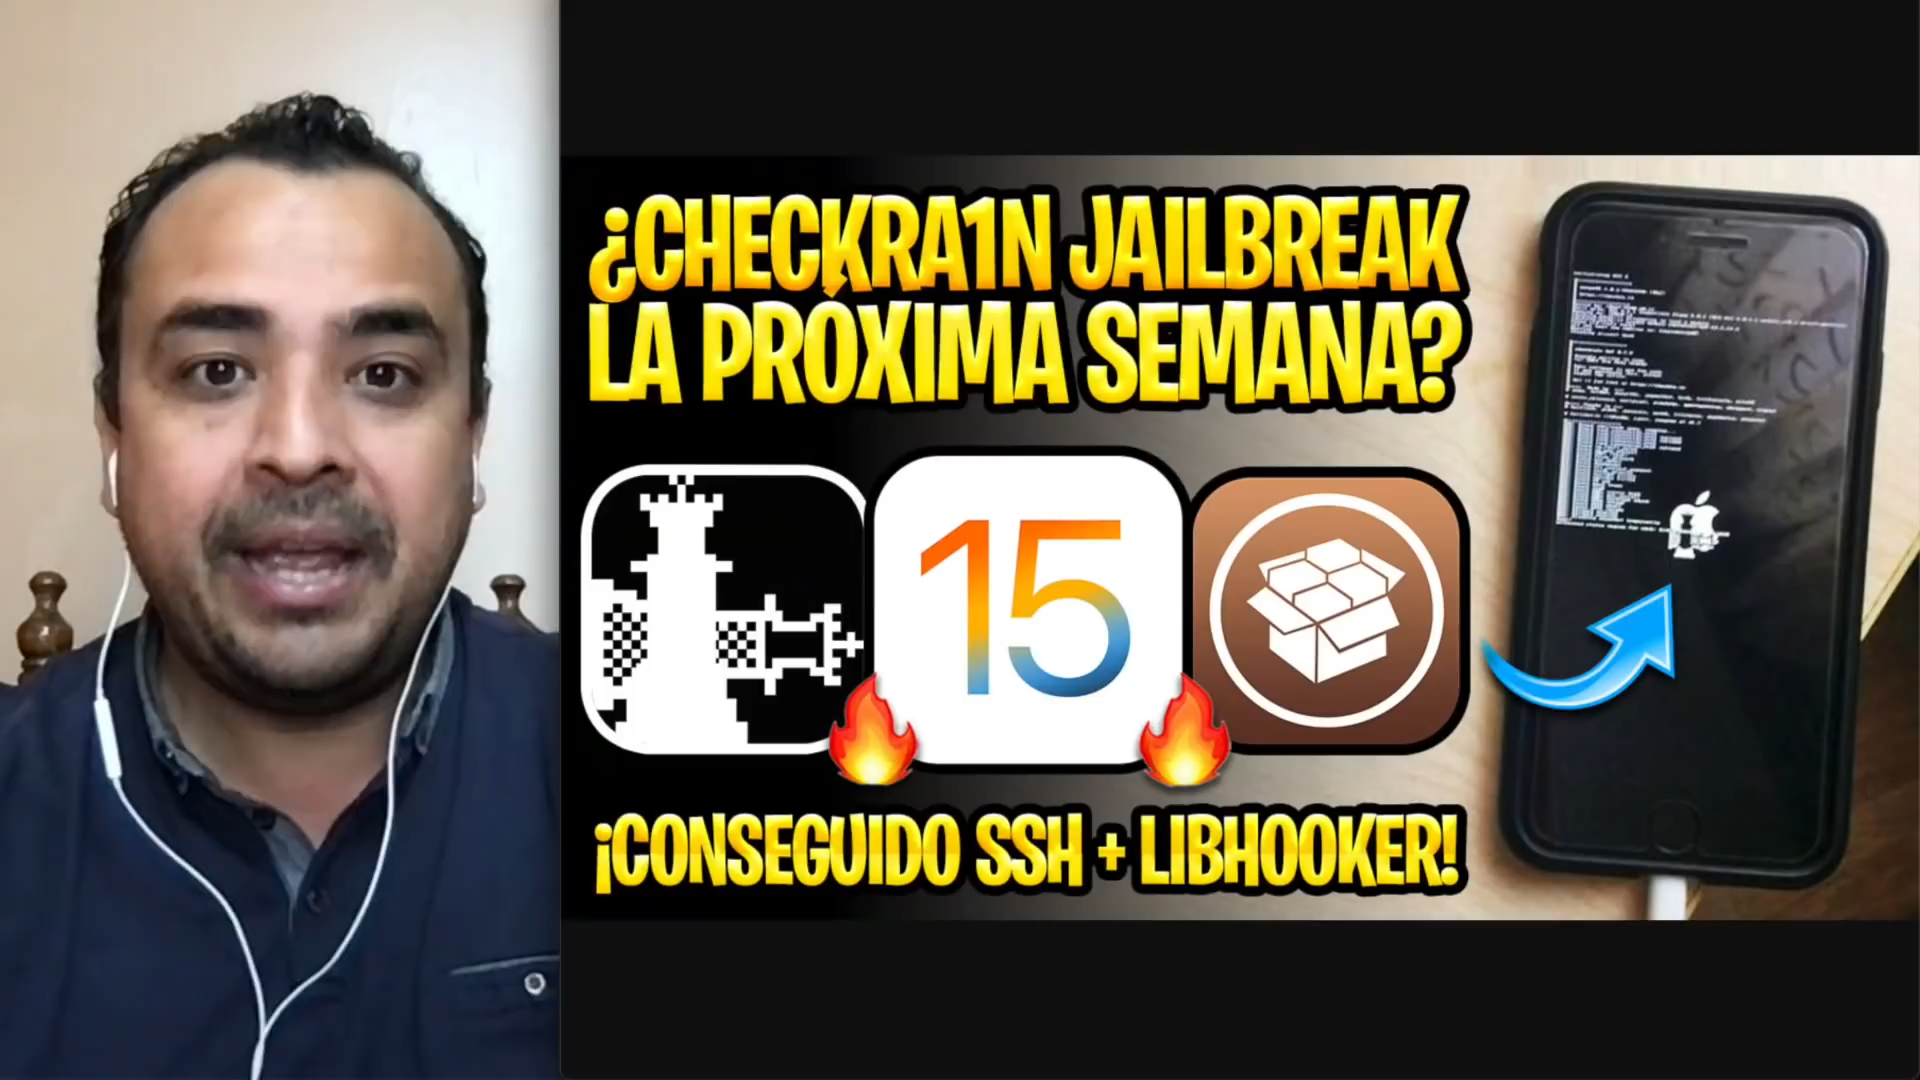 ¿CHECKRA1N JAILBREAK
LA PRÓXIMA SEMANA?
15
¡CONSEGUIDO SSH + LIBHOOKER!